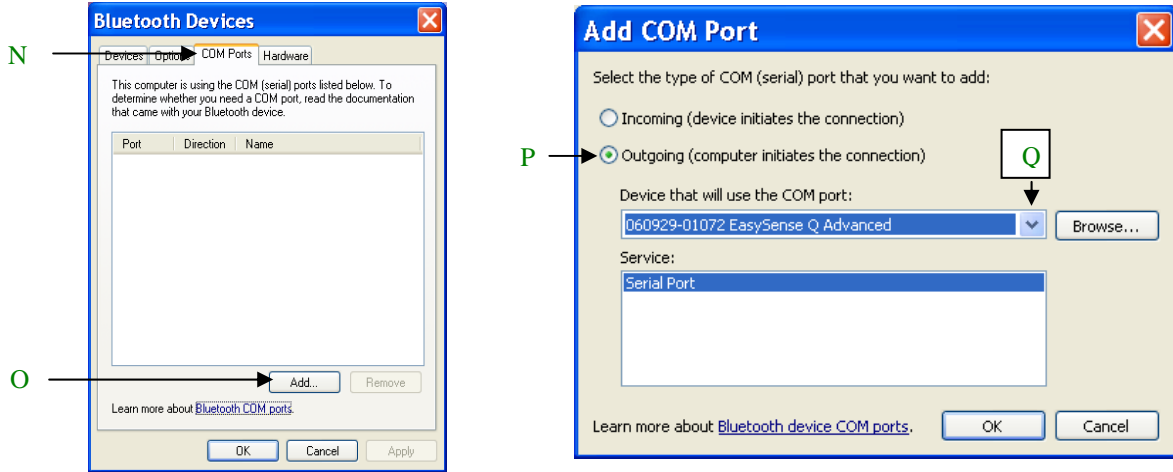 Bluetooth Devices
N
Devices Options COM Ports Hardware
This computer is using the COM (serial) ports listed below. To
determine whether you need a COM port, read the documentation
that came with your Bluetooth device.
Port Direction Name
O
Add... Remove
Learn more about Bluetooth COM ports.
OK Cancel Apply
Add COM Port
Select the type of COM (serial) port that you want to add:
Incoming (device initiates the connection)
P
Outgoing (computer initiates the connection)
Q
Device that will use the COM port:
060929-01072 EasySense Q Advanced
Browse...
Service:
Serial Port
Learn more about Bluetooth device COM ports.
OK Cancel